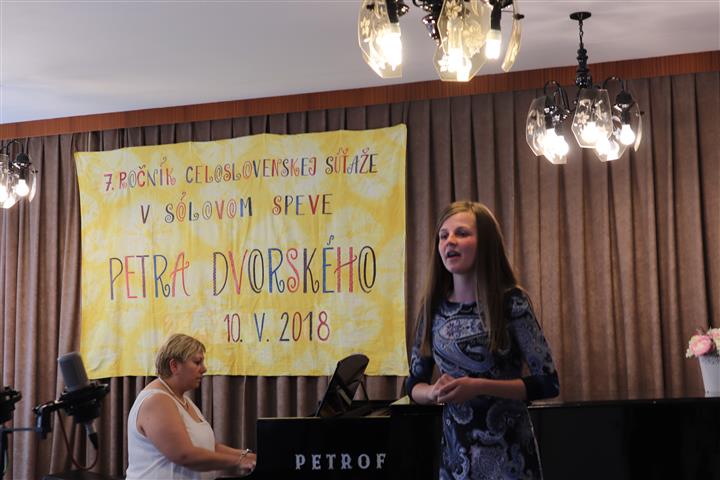 7. ROČNÍK CELOSLOVENSKEJ SÚŤAŽE
V SÓLOVOM SPEVE
PETRA DVORSKÉHO
10. V. 2018
PETROF